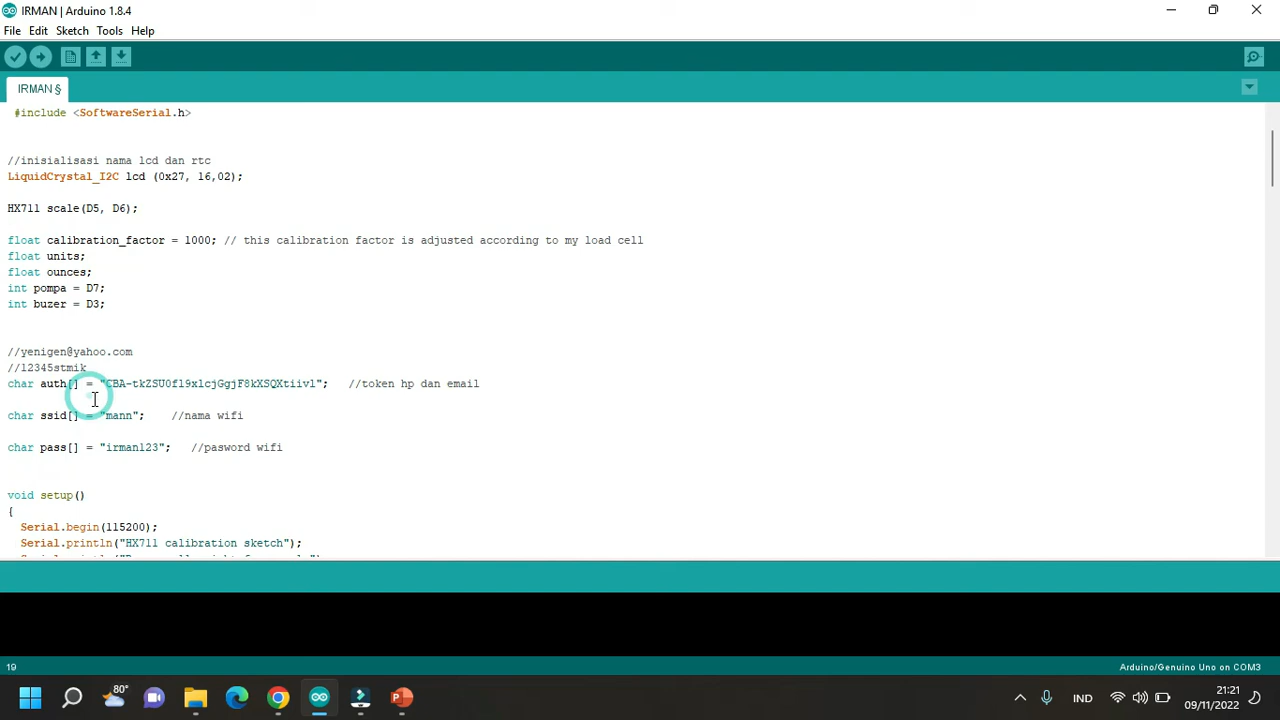 IRMAN | Arduino 1.8.4
File Edit Sketch Tools Help
IRMAN §
#include <SoftwareSerial.h>
//inisialisasi nama lcd dan rtc
LiquidCrystal_I2C lcd (0x27, 16,02);
HX711 scale(D5, D6);
float calibration_factor = 1000; // this calibration factor is adjusted according to my load cell
float units;
float ounces;
int pompa = D7;
int buzer = D3;
//yenigen@yahoo.com
//12345stmik
char auth[] = "CBA-tkZSU0fl9xlcjGgjF8kXSQXtiivl"; //token hp dan email
char ssid[] = "mann"; //nama wifi
char pass[] = "irman123"; //pasword wifi
void setup()
{
Serial.begin(115200);
Serial.println("HX711 calibration sketch");
19
Arduino/Genuino Uno on COM3
80°
IND
21:21
09/11/2022